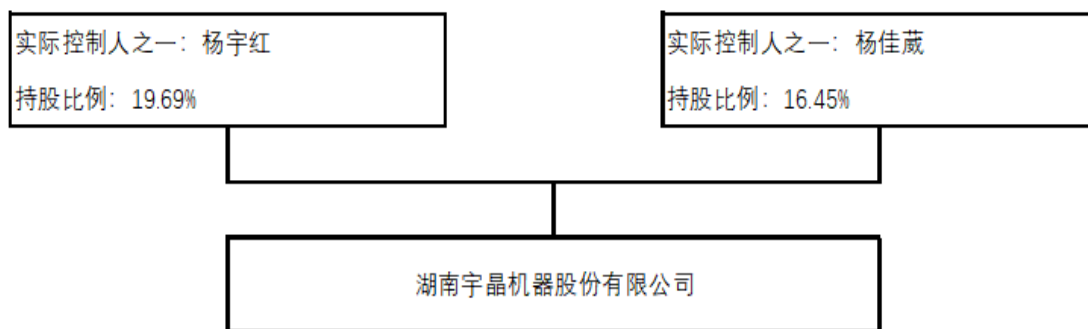 实际控制人之一：杨宇红
持股比例：19.69%
实际控制人之一：杨佳葳
持股比例：16.45%
湖南宇晶机器股份有限公司